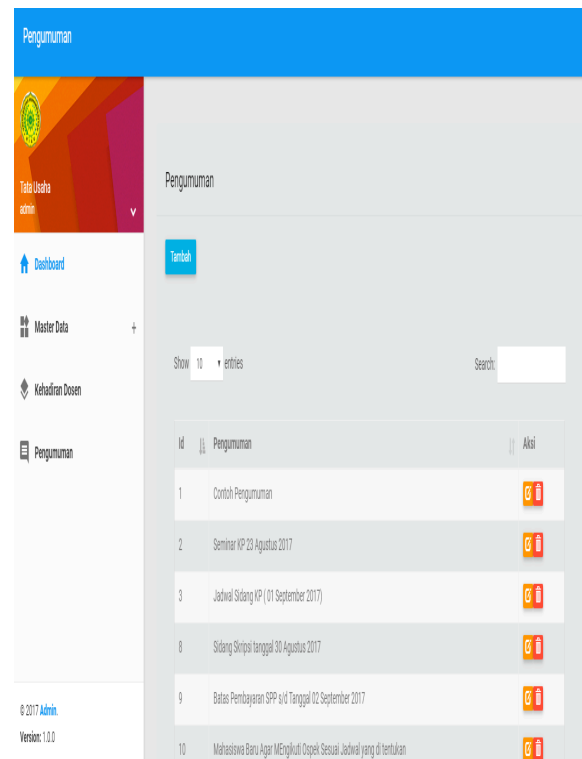 Pengumuman
Tata Usaha
admin
Dashboard
Master Data +
Kehadiran Dosen
Pengumuman
© 2017 Admin.
Version: 1.0.0
Pengumuman
Tambah
Show 10 entries
Search:
Id Pengumuman Aksi
1 Contoh Pengumuman
2 Seminar KP 23 Agustus 2017
3 Jadwal Sidang KP ( 01 September 2017)
8 Sidang Skripsi tanggal 30 Agustus 2017
9 Batas Pembayaran SPP s/d Tanggal 02 September 2017
10 Mahasiswa Baru Agar MEngikuti Ospek Sesuai Jadwal yang di tentukan